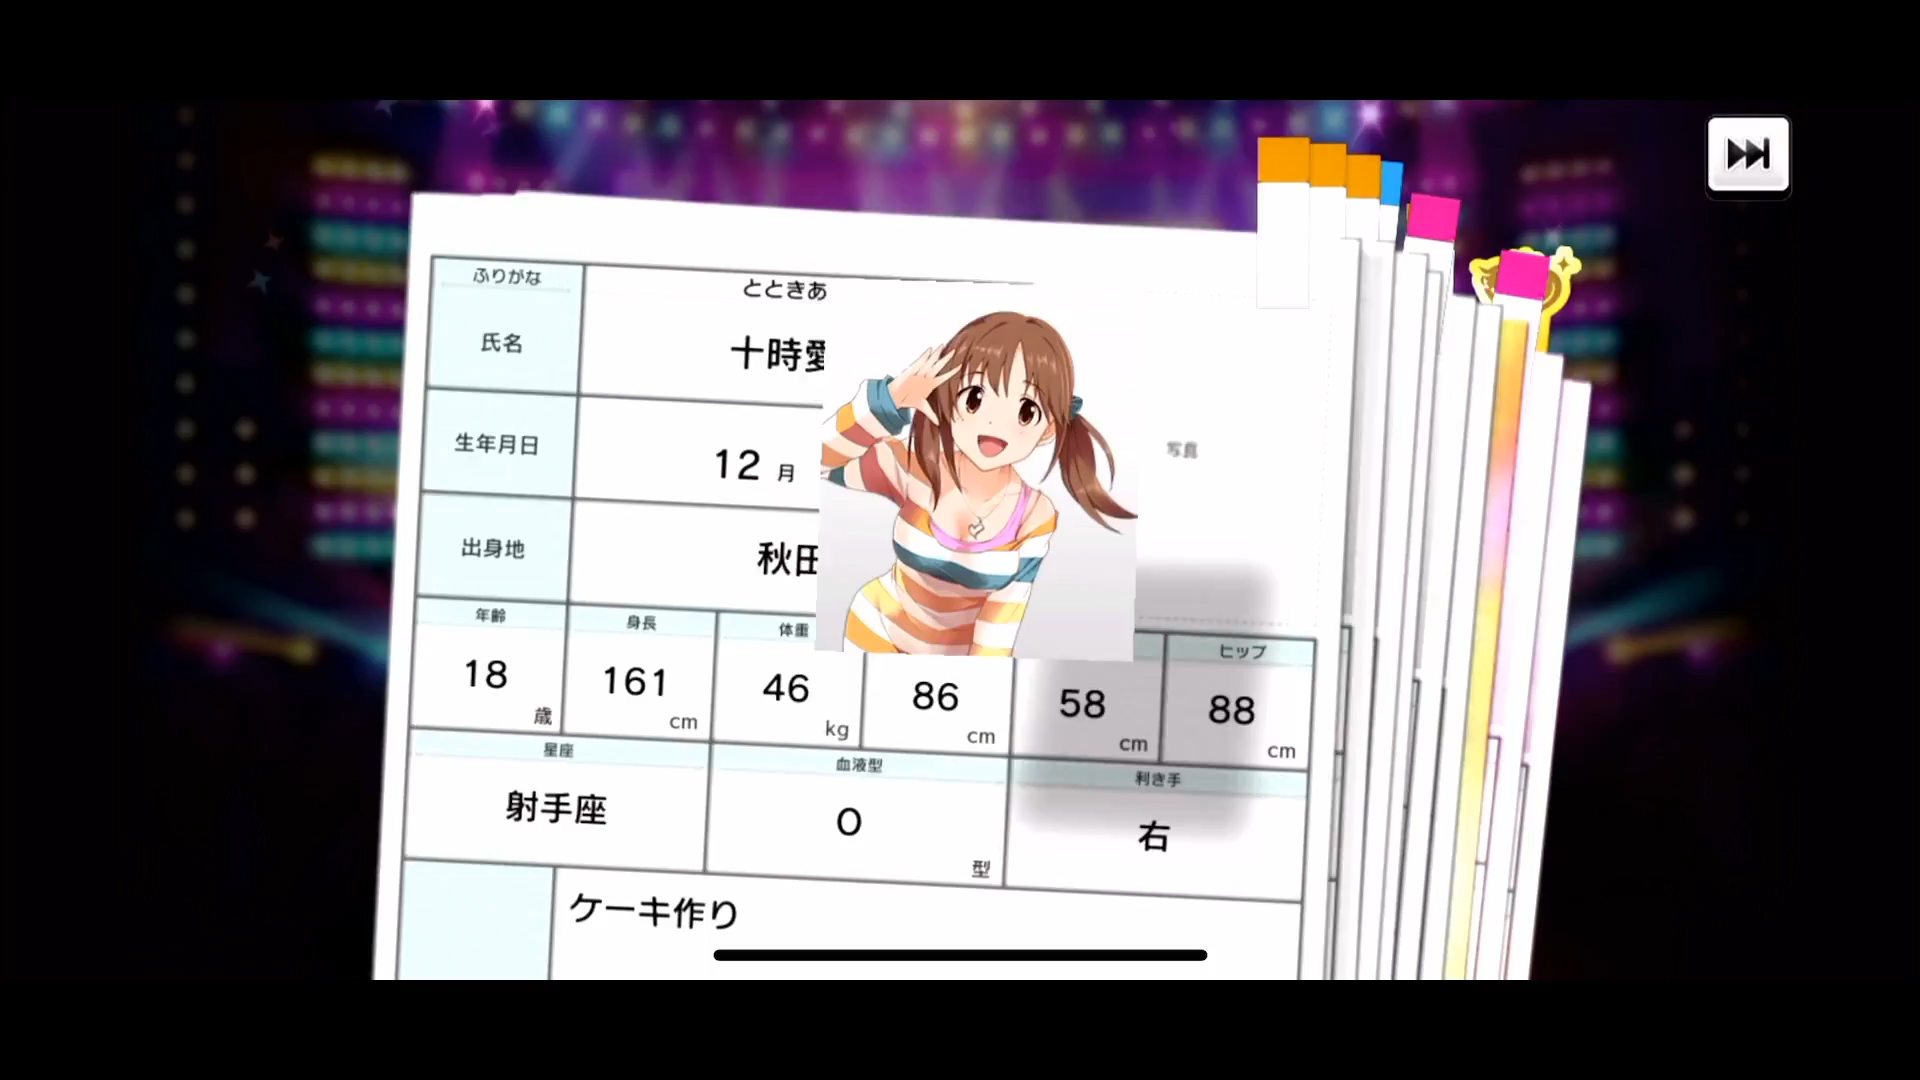 ふりがな
とときあ
氏名
十時愛
生年月日
12 月
写真
出身地
秋田
年齢
身長
体重
ヒップ
18 歳
161 cm
46 kg
86 cm
58 cm
88 cm
星座
血液型
利き手
射手座
O 型
右
ケーキ作り